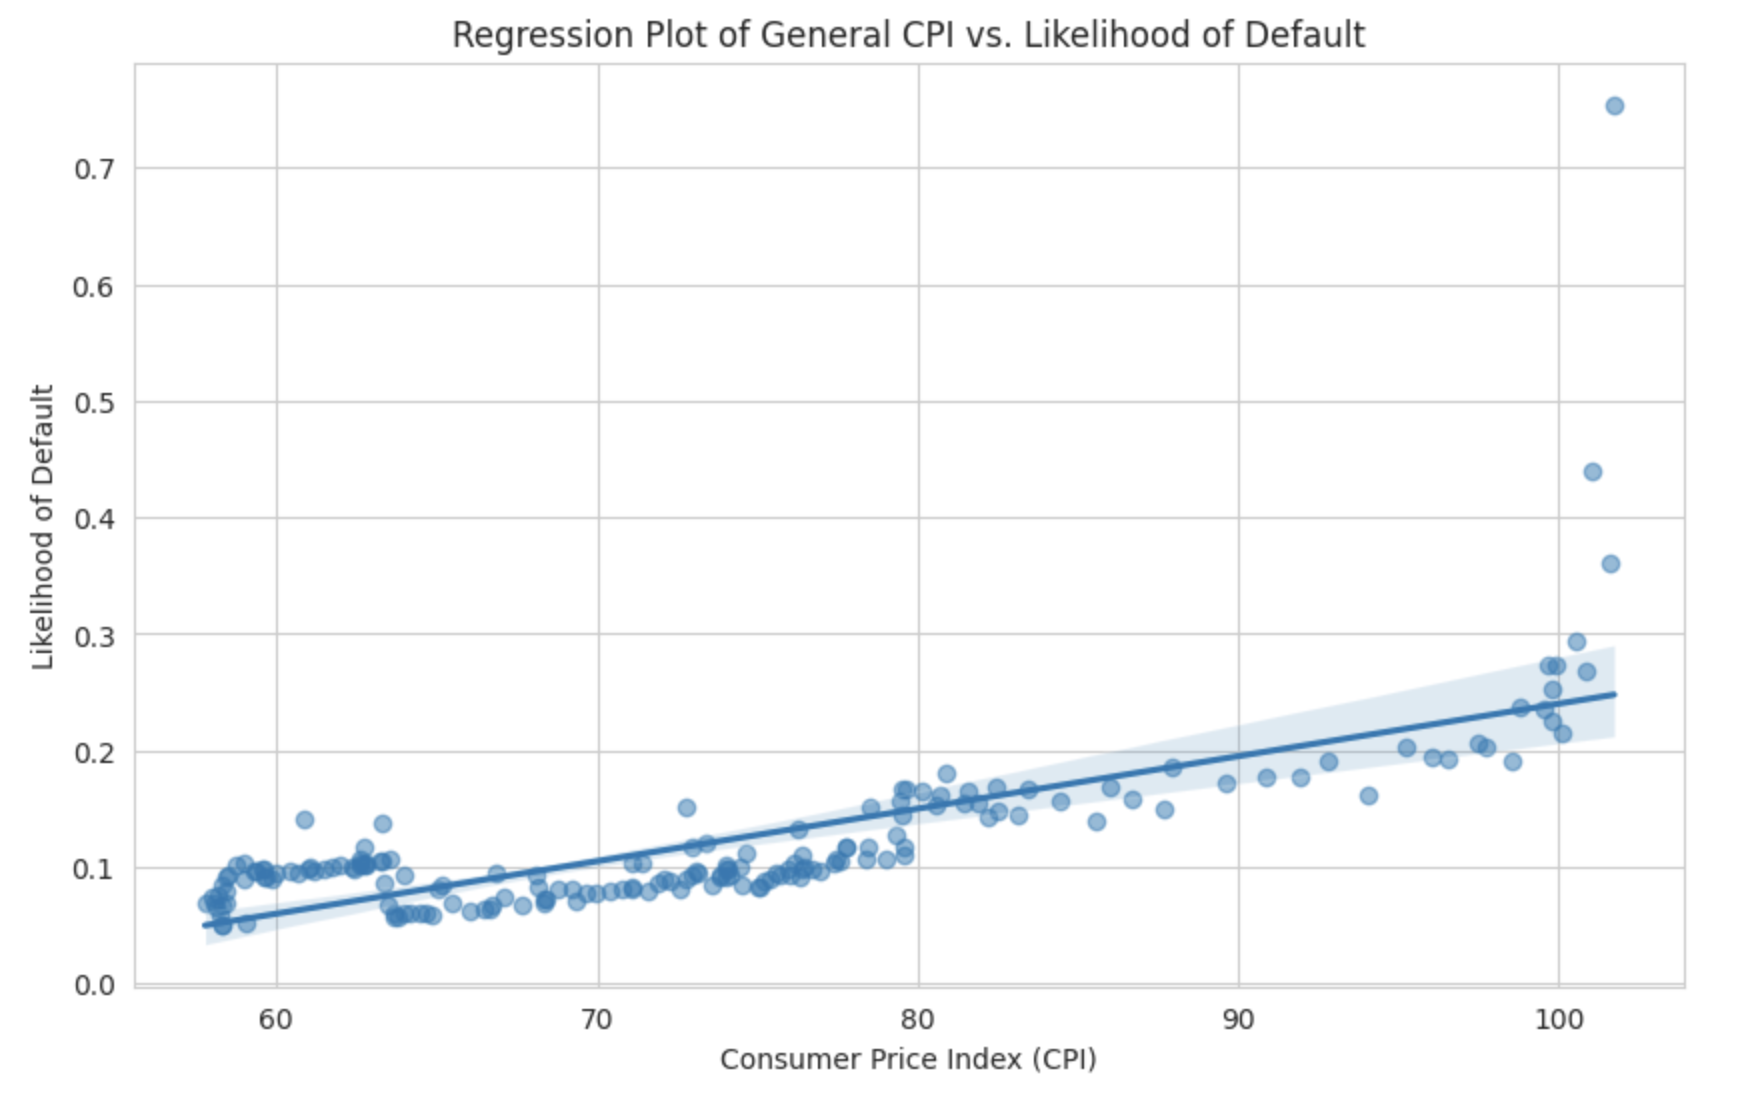 Regression Plot of General CPI vs. Likelihood of Default
Likelihood of Default
0.7
0.6
0.5
0.4
0.3
0.2
0.1
0.0
60 70 80 90 100
Consumer Price Index (CPI)